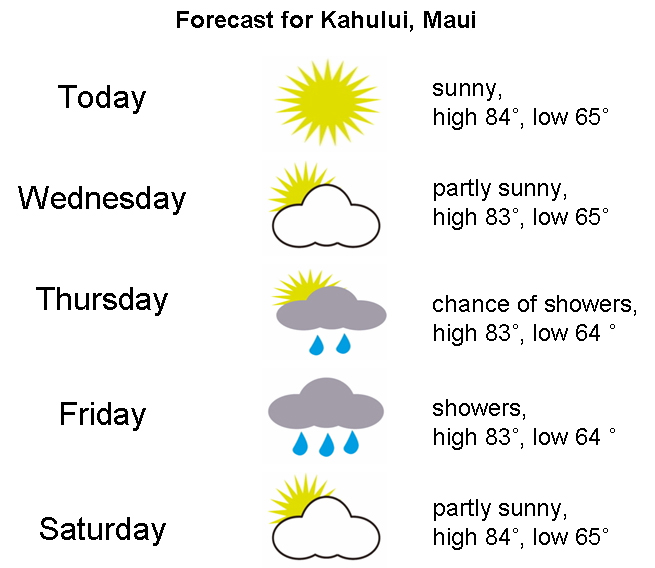 Forecast for Kahului, Maui
Today
sunny,
high 84°, low 65°
Wednesday
partly sunny,
high 83°, low 65°
Thursday
chance of showers,
high 83°, low 64 °
Friday
showers,
high 83°, low 64 °
Saturday
partly sunny,
high 84°, low 65°